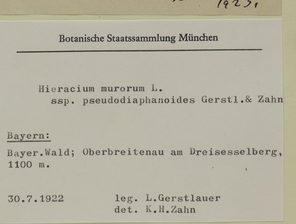 1923,
Botanische Staatssammlung München
Hieracium murorum L.
ssp. pseudodiaphanoides Gerstl.& Zahn
Bayern:
Bayer.Wald; Oberbreitenau am Dreisesselberg,
1100 m.
30.7.1922 leg. L.Gerstlauer
det. K.H.Zahn